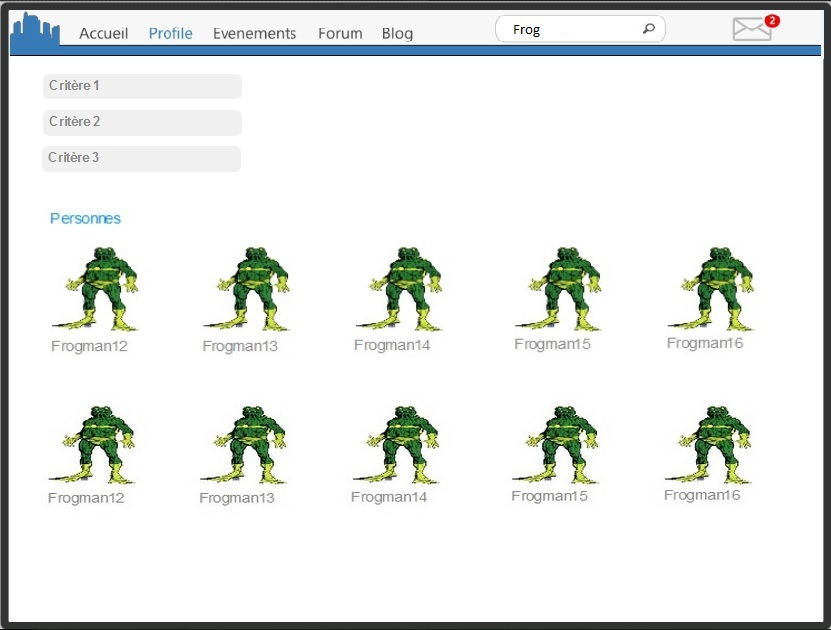 Accueil Profile Evenements Forum Blog Frog 2
Critère 1
Critère 2
Critère 3
Personnes
Frogman12 Frogman13 Frogman14 Frogman15 Frogman16
Frogman12 Frogman13 Frogman14 Frogman15 Frogman16